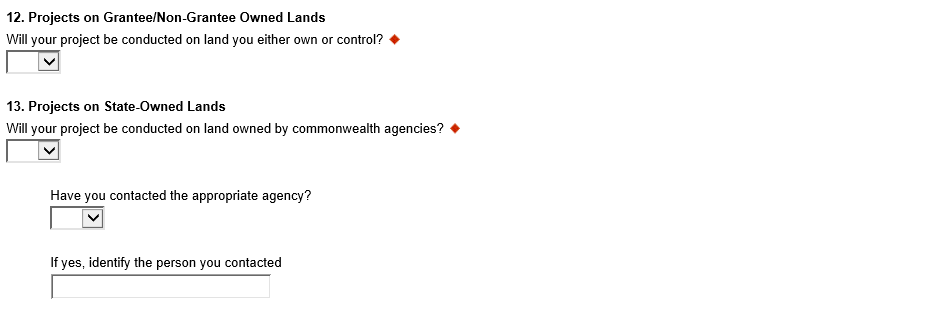 12. Projects on Grantee/Non-Grantee Owned Lands
Will your project be conducted on land you either own or control?
13. Projects on State-Owned Lands
Will your project be conducted on land owned by commonwealth agencies?
Have you contacted the appropriate agency?
If yes, identify the person you contacted